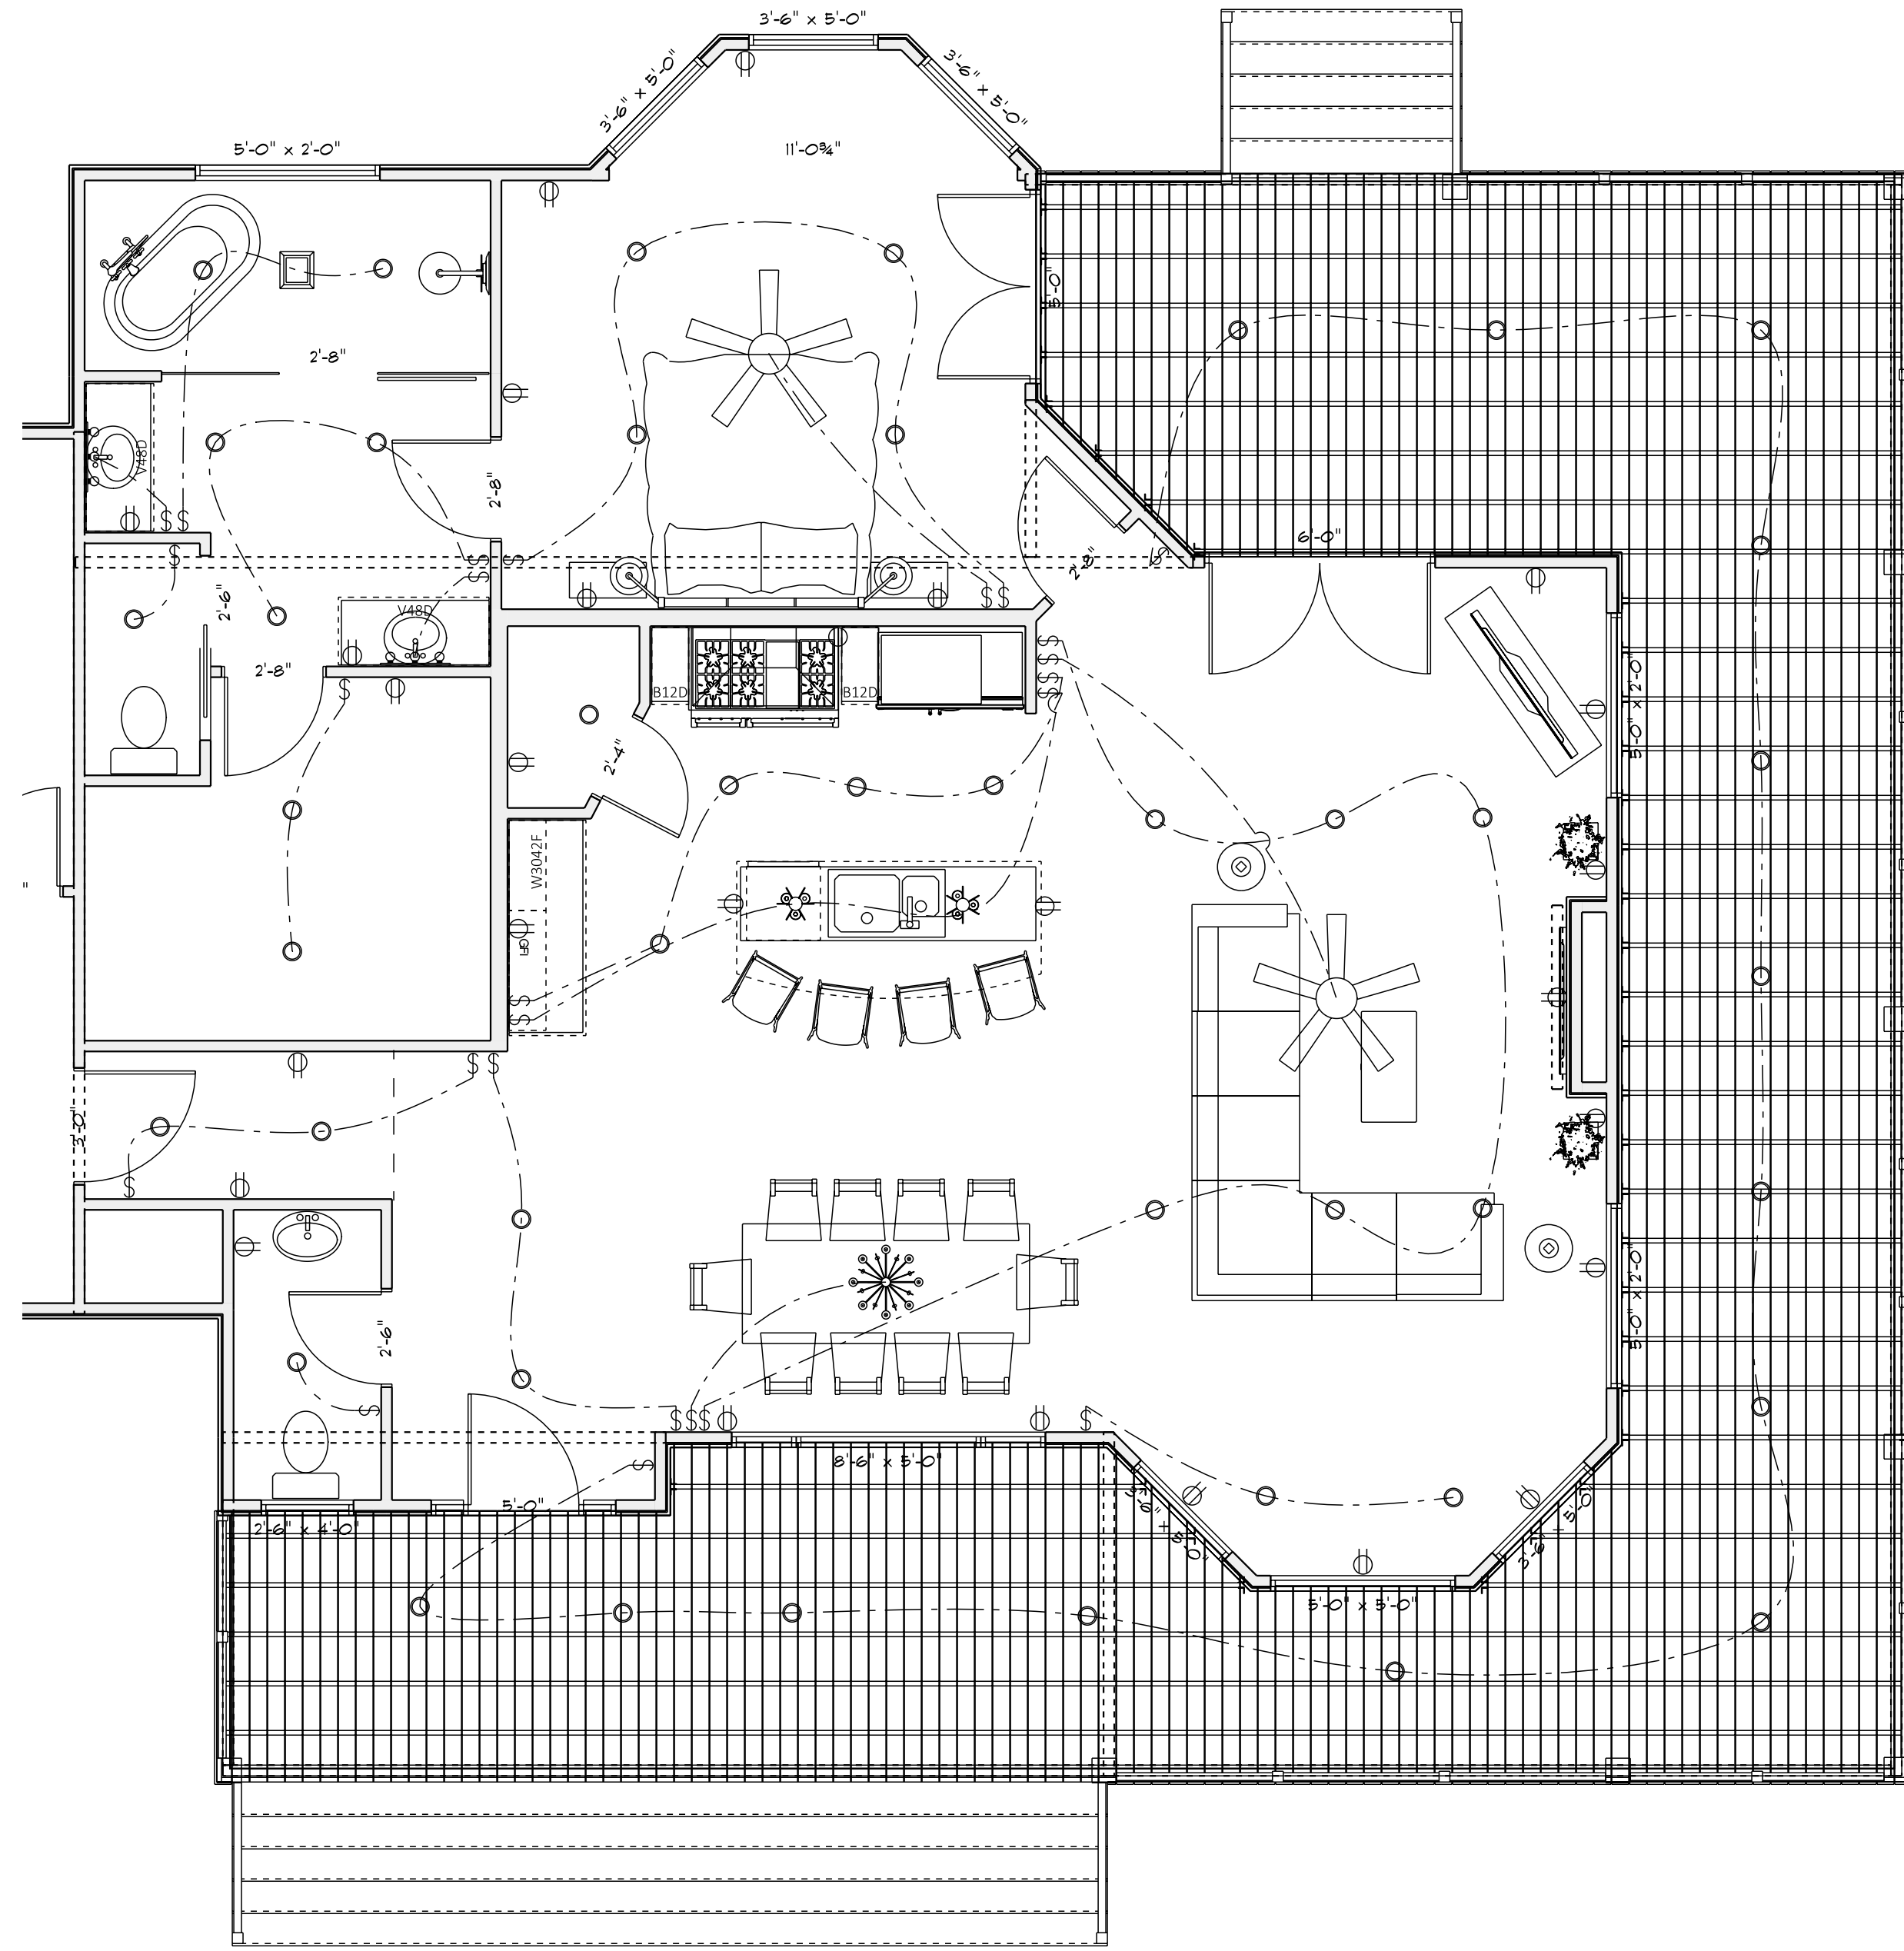 3'-6" x 5'-0"
3'-6" x 5'-0"
3'-6" x 5'-0"
5'-0" x 2'-0"
11'-0¾"
5'-0"
2'-8"
V48D
2'-8"
6'-0"
2'-8"
2'-6"
V48D
2'-8"
B12D
B12D
5'-0" x 2'-0"
2'-4"
W3042F
"
GFI
3'-0"
5'-0" x 2'-0"
2'-6"
8'-6" x 5'-0"
5'-0"
2'-6" x 4'-0"
3'-6" x 5'-0"
3'-6" x 5'-0"
5'-0" x 5'-0"